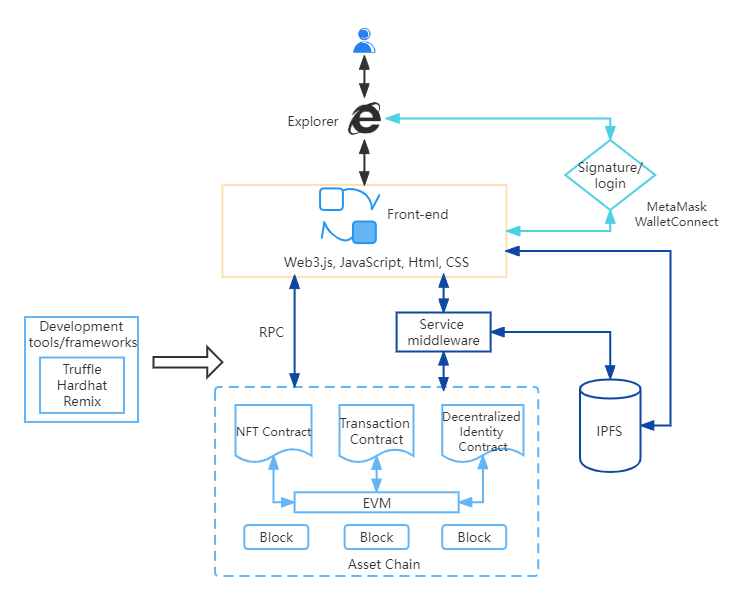 Explorer
Signature/
login
MetaMask
WalletConnect
Front-end
Web3.js, JavaScript, Html, CSS
RPC
Service
middleware
Development
tools/frameworks
Truffle
Hardhat
Remix
NFT Contract
Transaction
Contract
Decentralized
Identity
Contract
IPFS
EVM
Block
Block
Block
Asset Chain